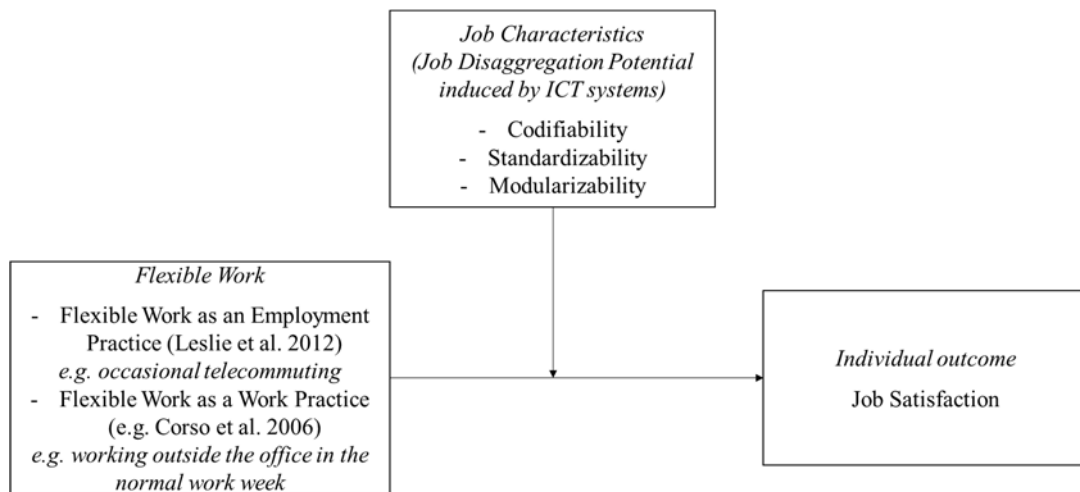 Job Characteristics
(Job Disaggregation Potential
induced by ICT systems)
- Codifiability
- Standardizability
- Modularizability
Flexible Work
- Flexible Work as an Employment
Practice (Leslie et al. 2012)
e.g. occasional telecommuting
- Flexible Work as a Work Practice
(e.g. Corso et al. 2006)
e.g. working outside the office in the
normal work week
Individual outcome
Job Satisfaction